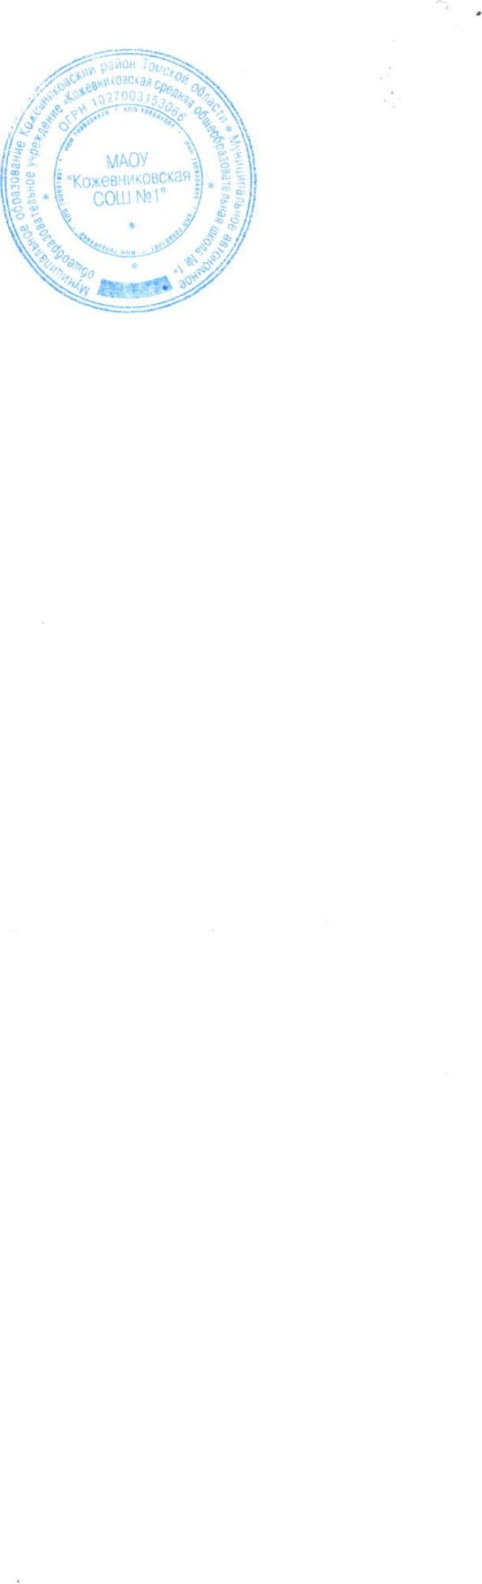 Муниципальное образование Кожевниковский район Томской области * Муниципальное автономное
общеобразовательное учреждение «Кожевниковская средняя общеобразовательная школа № 1»
ОГРН 1027003153066
МАОУ
"Кожевниковская
СОШ №1"